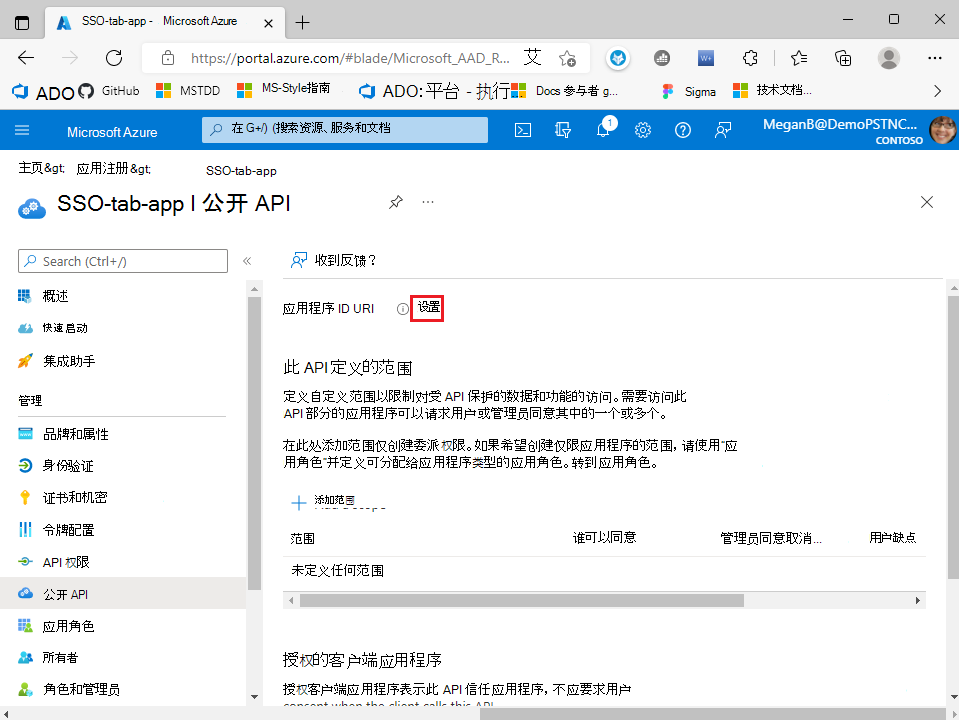 SSO-tab-app - Microsoft Azure
https://portal.azure.com/#blade/Microsoft_AAD_R... 艾
ADO GitHub MSTDD MS-Style指南 ADO:平台 - 执行 Docs 参与者 g... Sigma 技术文档...
Microsoft Azure 在 G+/) (搜索资源、服务和文档 1 MeganB@DemoPSTNC...
CONTOSO
主页&gt; 应用注册&gt; SSO-tab-app
SSO-tab-app | 公开 API ...
Search (Ctrl+/) «
收到反馈?
概述
快速启动
集成助手
管理
品牌和属性
身份验证
证书和机密
令牌配置
API 权限
公开 API
应用角色
所有者
角色和管理员
应用程序 ID URI 设置
此 API定义的范围
定义自定义范围以限制对受 API 保护的数据和功能的访问。需要访问此
API 部分的应用程序可以请求用户或管理员同意其中的一个或多个。
在此处添加范围仅创建委派权限。如果希望创建仅限应用程序的范围,请使用"应
用角色"并定义可分配给应用程序类型的应用角色。转到应用角色。
添加范围
范围 谁可以同意 管理员同意取消... 用户缺点
未定义任何范围
授权的客户端应用程序
授权客户端应用程序表示此 API 信任应用程序,不应要求用户
consent when the client calls this API